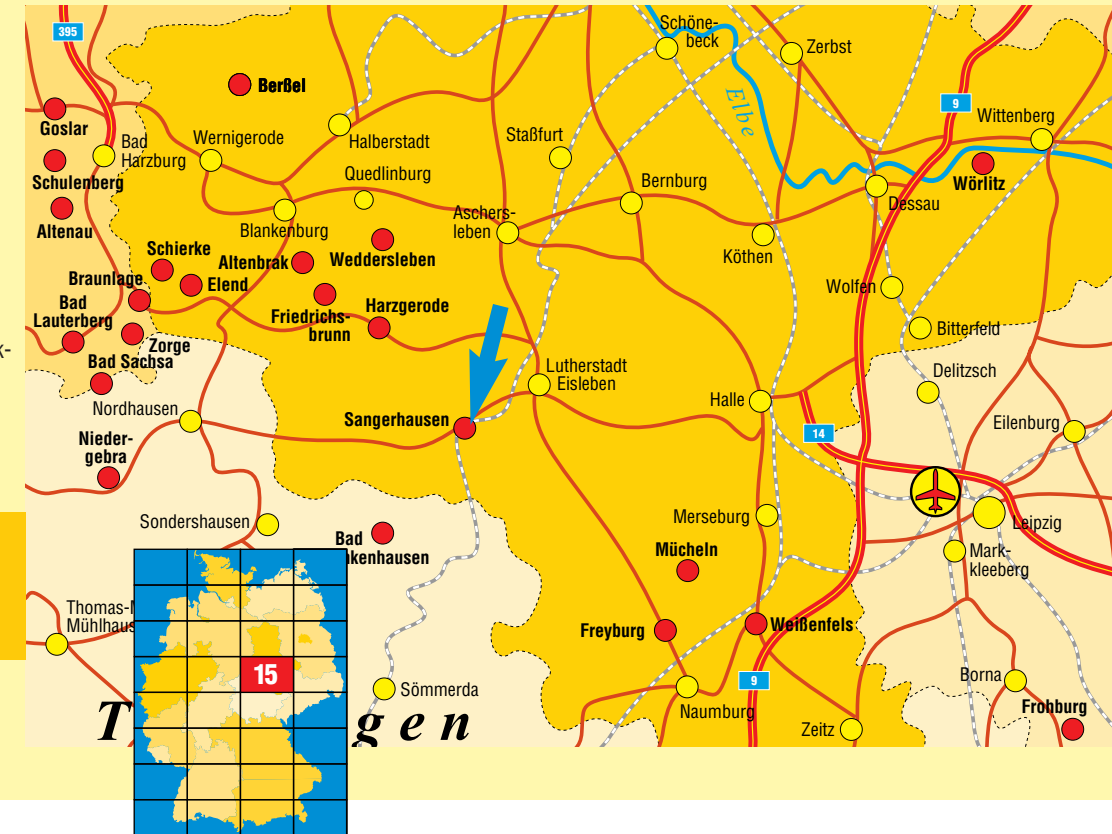 395
Schöne-
beck
Zerbst
Berßel
Elbe
9
Goslar
Wittenberg
Bad
Harzburg
Wernigerode
Halberstadt
Staßfurt
Schulenberg
Quedlinburg
Bernburg
Wörlitz
Altenau
Aschers-
leben
Dessau
Blankenburg
Köthen
Schierke
Altenbrak
Weddersleben
Braunlage
Elend
Wolfen
Bad
Lauterberg
Friedrichs-
brunn
Harzgerode
Bitterfeld
Zorge
k-
Bad Sachsa
Lutherstadt
Eisleben
Delitzsch
Nordhausen
Sangerhausen
Halle
Eilenburg
14
Nieder-
gebra
Sondershausen
Merseburg
Leipzig
Bad
kenhausen
Mücheln
Mark-
kleeberg
Thomas-
Mühlhaus
Freyburg
Weißenfels
15
9
Sömmerda
Borna
Naumburg
Frohburg
T
gen
Zeitz